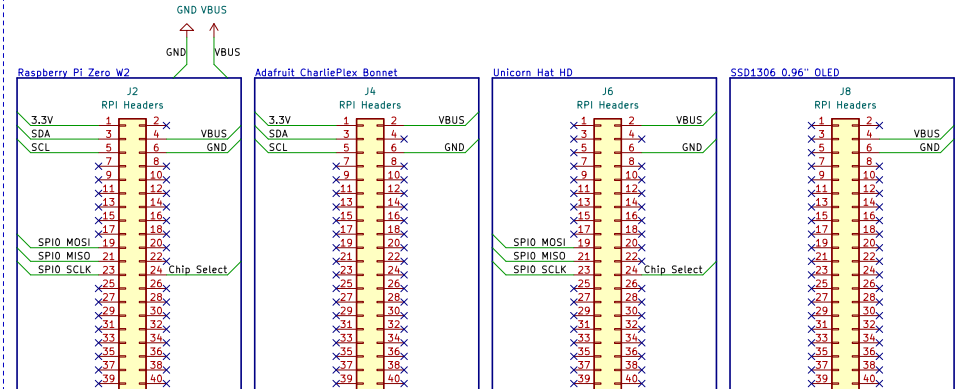 GND VBUS
GND VBUS
Raspberry Pi Zero W2
J2
RPI Headers
3.3V 1 2
SDA 3 4 VBUS
SCL 5 6 GND
7 8
9 10
11 12
13 14
15 16
17 18
SPI0 MOSI 19 20
SPI0 MISO 21 22
SPI0 SCLK 23 24 Chip Select
25 26
27 28
29 30
31 32
33 34
35 36
37 38
39 40
Adafruit CharliePlex Bonnet
J4
RPI Headers
3.3V 1 2 VBUS
SDA 3 4
SCL 5 6 GND
7 8
9 10
11 12
13 14
15 16
17 18
19 20
21 22
23 24
25 26
27 28
29 30
31 32
33 34
35 36
37 38
39 40
Unicorn Hat HD
J6
RPI Headers
1 2 VBUS
3 4
5 6 GND
7 8
9 10
11 12
13 14
15 16
17 18
SPI0 MOSI 19 20
SPI0 MISO 21 22
SPI0 SCLK 23 24 Chip Select
25 26
27 28
29 30
31 32
33 34
35 36
37 38
39 40
SSD1306 0.96" OLED
J8
RPI Headers
1 2
3 4 VBUS
5 6 GND
7 8
9 10
11 12
13 14
15 16
17 18
19 20
21 22
23 24
25 26
27 28
29 30
31 32
33 34
35 36
37 38
39 40